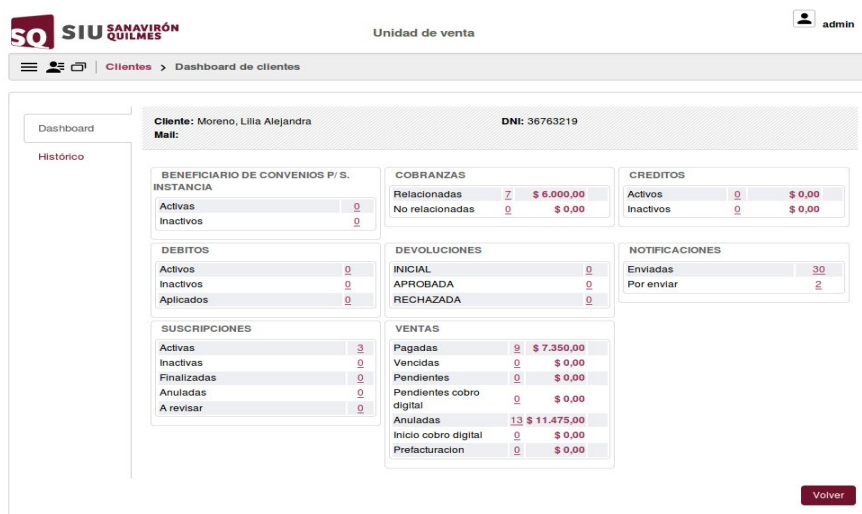 SQ SIU SANAVIRÓN QUILMES
Unidad de venta
admin
Clientes > Dashboard de clientes
Dashboard
Histórico
Cliente: Moreno, Lilia Alejandra DNI: 36763219
Mail:
BENEFICIARIO DE CONVENIOS P/ S.
INSTANCIA
Activas 0
Inactivos 0
COBRANZAS
Relacionadas 7 $ 6.000,00
No relacionadas 0 $ 0,00
CREDITOS
Activos 0 $ 0,00
Inactivos 0 $ 0,00
DEBITOS
Activos 0
Inactivos 0
Aplicados 0
DEVOLUCIONES
INICIAL 0
APROBADA 0
RECHAZADA 0
NOTIFICACIONES
Enviadas 30
Por enviar 2
SUSCRIPCIONES
Activas 3
Inactivas 0
Finalizadas 0
Anuladas 0
A revisar 0
VENTAS
Pagadas 9 $ 7.350,00
Vencidas 0 $ 0,00
Pendientes 0 $ 0,00
Pendientes cobro
digital 0 $ 0,00
Anuladas 13 $ 11.475,00
Inicio cobro digital 0 $ 0,00
Prefacturacion 0 $ 0,00
Volver